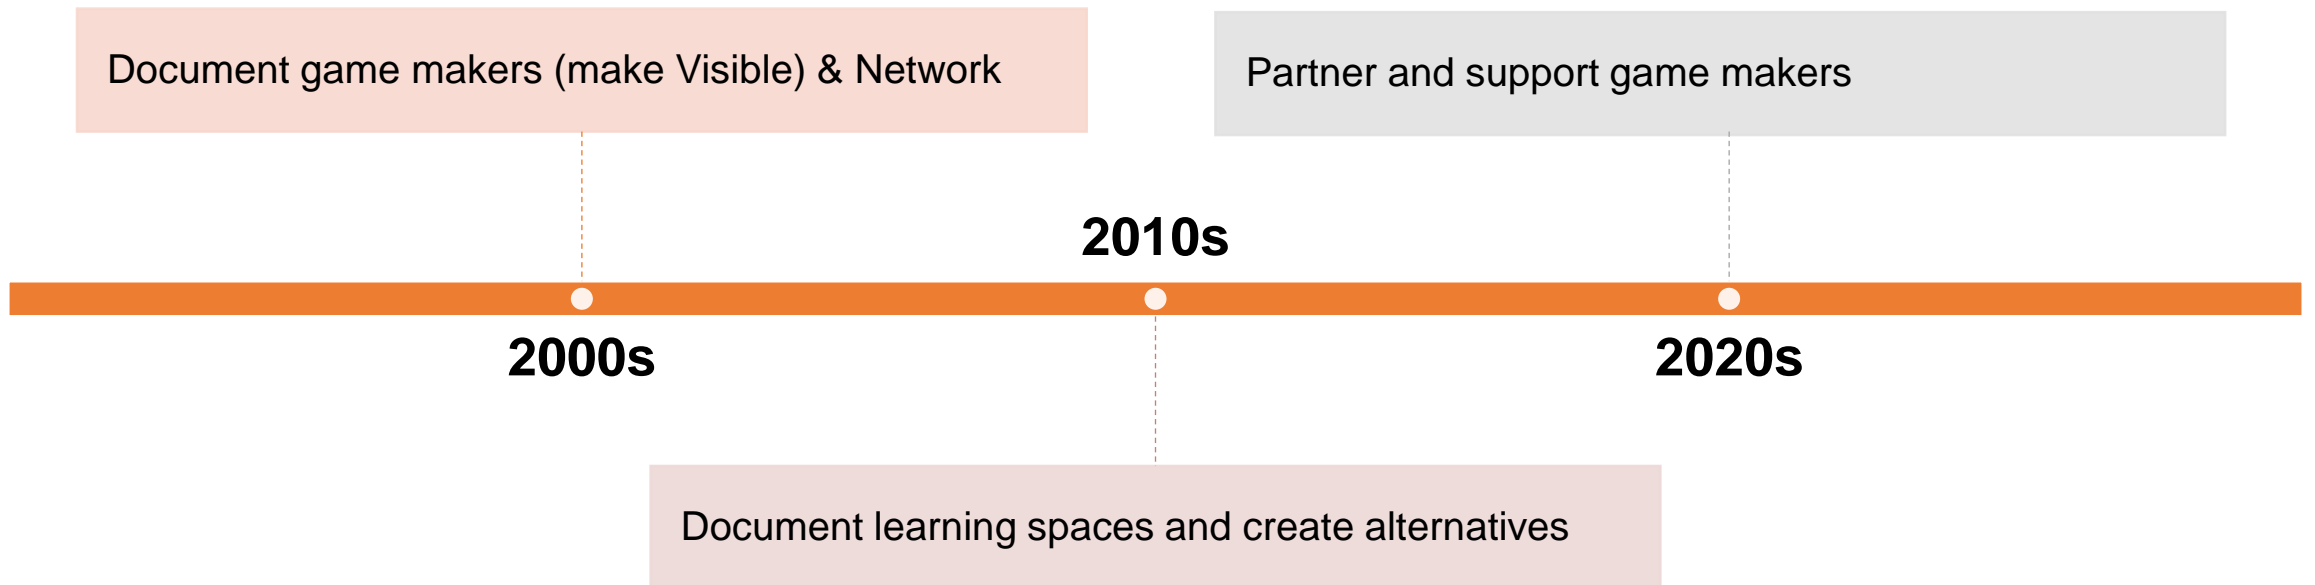 Document game makers (make Visible) & Network
Partner and support game makers
2010s
2000s
2020s
Document learning spaces and create alternatives